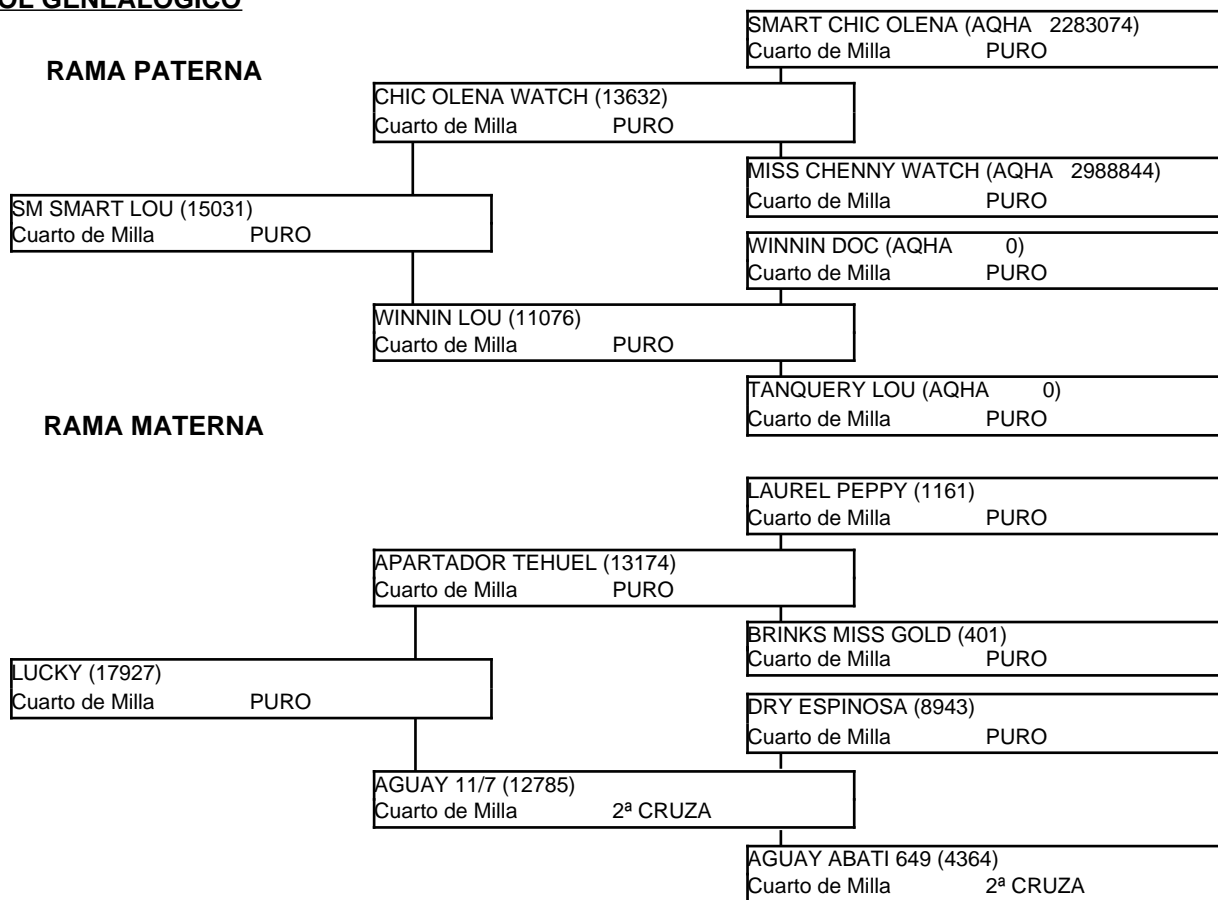 OL GENEALOGICO
SMART CHIC OLENA (AQHA 2283074)
Cuarto de Milla PURO
RAMA PATERNA
CHIC OLENA WATCH (13632)
Cuarto de Milla PURO
MISS CHENNY WATCH (AQHA 2988844)
Cuarto de Milla PURO
SM SMART LOU (15031)
Cuarto de Milla PURO
WINNIN DOC (AQHA 0)
Cuarto de Milla PURO
WINNIN LOU (11076)
Cuarto de Milla PURO
TANQUERY LOU (AQHA 0)
Cuarto de Milla PURO
RAMA MATERNA
LAUREL PEPPY (1161)
Cuarto de Milla PURO
APARTADOR TEHUEL (13174)
Cuarto de Milla PURO
BRINKS MISS GOLD (401)
Cuarto de Milla PURO
LUCKY (17927)
Cuarto de Milla PURO
DRY ESPINOSA (8943)
Cuarto de Milla PURO
AGUAY 11/7 (12785)
Cuarto de Milla 2ª CRUZA
AGUAY ABATI 649 (4364)
Cuarto de Milla 2ª CRUZA